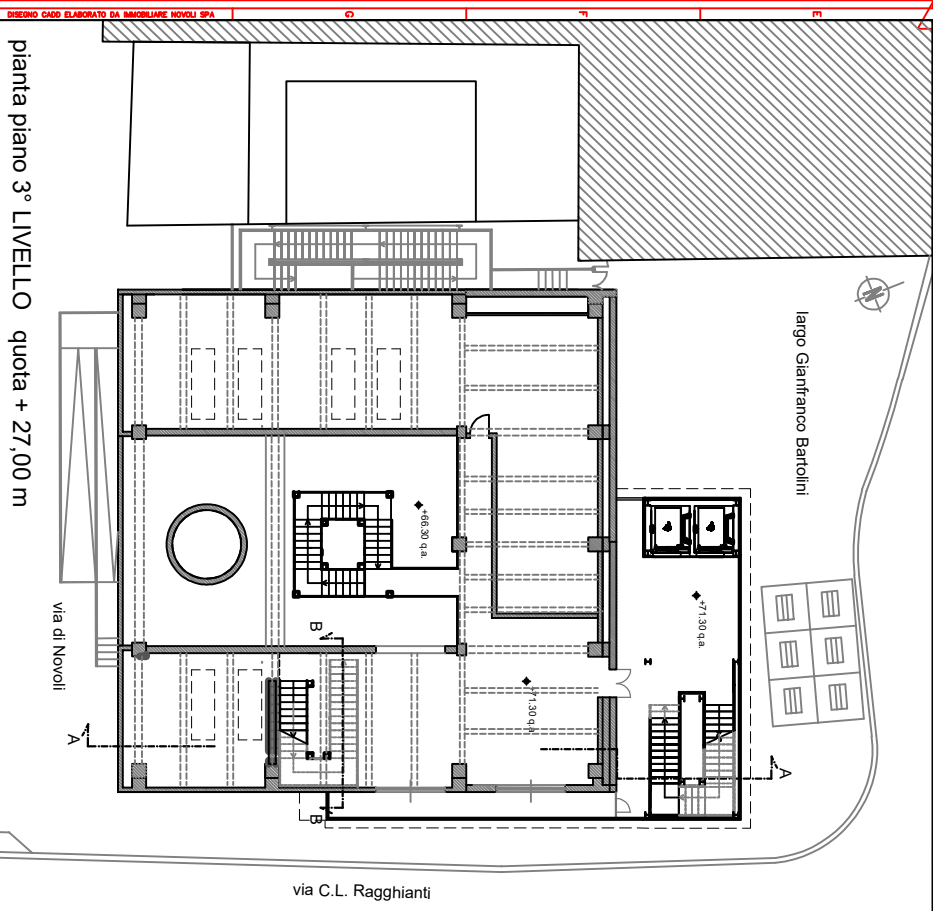 DISEGNO CADD ELABORATO DA IMMOBILIARE NOVOLI SPA
G
F
E
pianta piano 3° LIVELLO quota + 27,00 m
N
largo Gianfranco Bartolini
+66.30 q.a.
+71.30 q.a.
+71.30 q.a.
via di Novoli
B
B
A
A
via C.L. Ragghianti